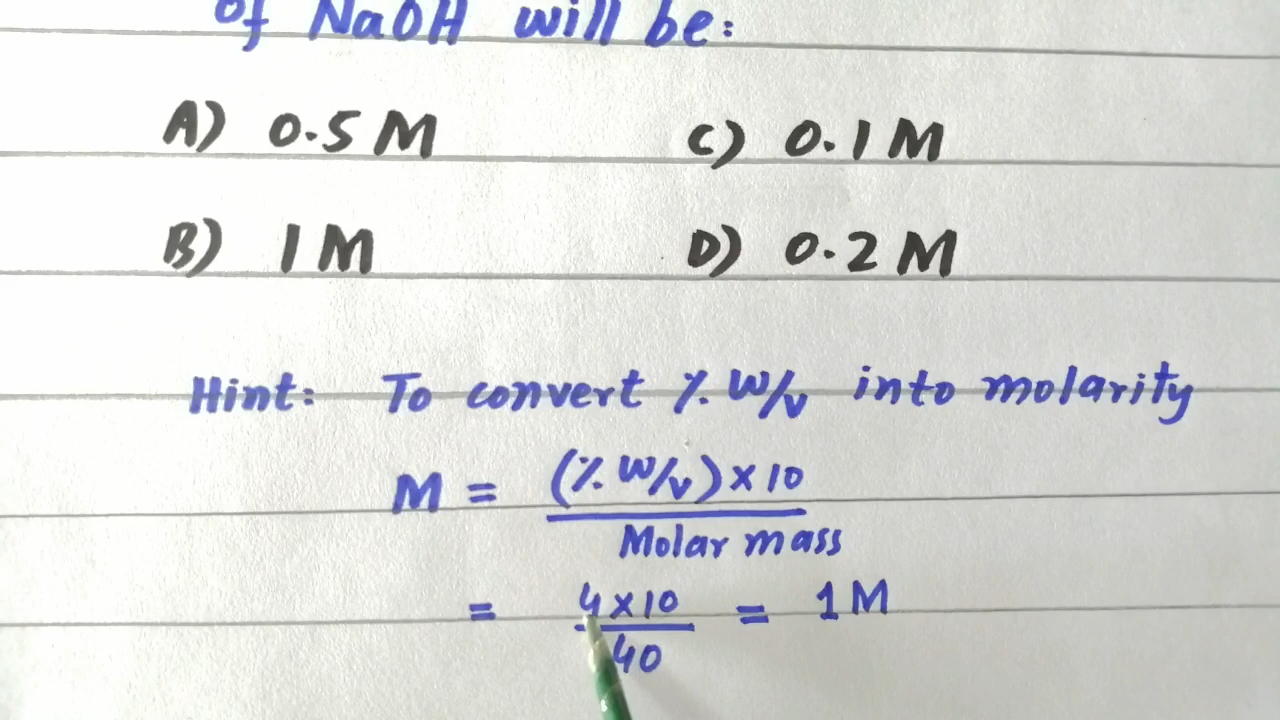 of NaOH will be:
A) 0.5 M C) 0.1 M
B) 1 M D) 0.2 M
Hint: To convert % W/v into molarity
M = (% W/v) × 10
Molar mass
= 4 × 10 = 1 M
40